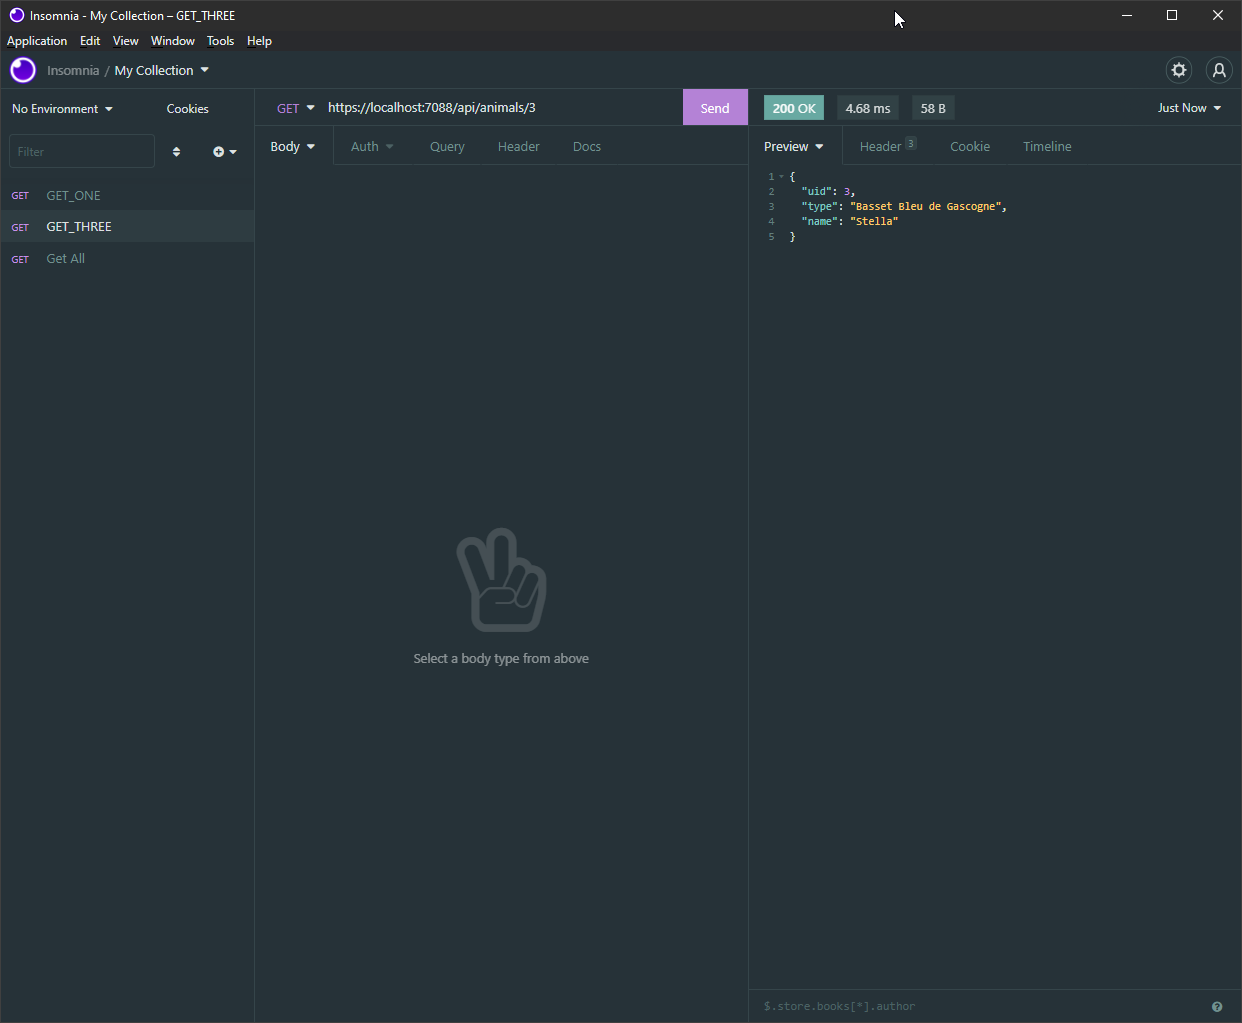 Insomnia - My Collection – GET_THREE
Application Edit View Window Tools Help
Insomnia / My Collection
No Environment Cookies
GET https://localhost:7088/api/animals/3 Send
200 OK 4.68 ms 58 B Just Now
Filter
Body Auth Query Header Docs
Preview Header 3 Cookie Timeline
GET GET_ONE
GET GET_THREE
GET Get All
1 {
2 "uid": 3,
3 "type": "Basset Bleu de Gascogne",
4 "name": "Stella"
5 }
Select a body type from above
$.store.books[*].author ?